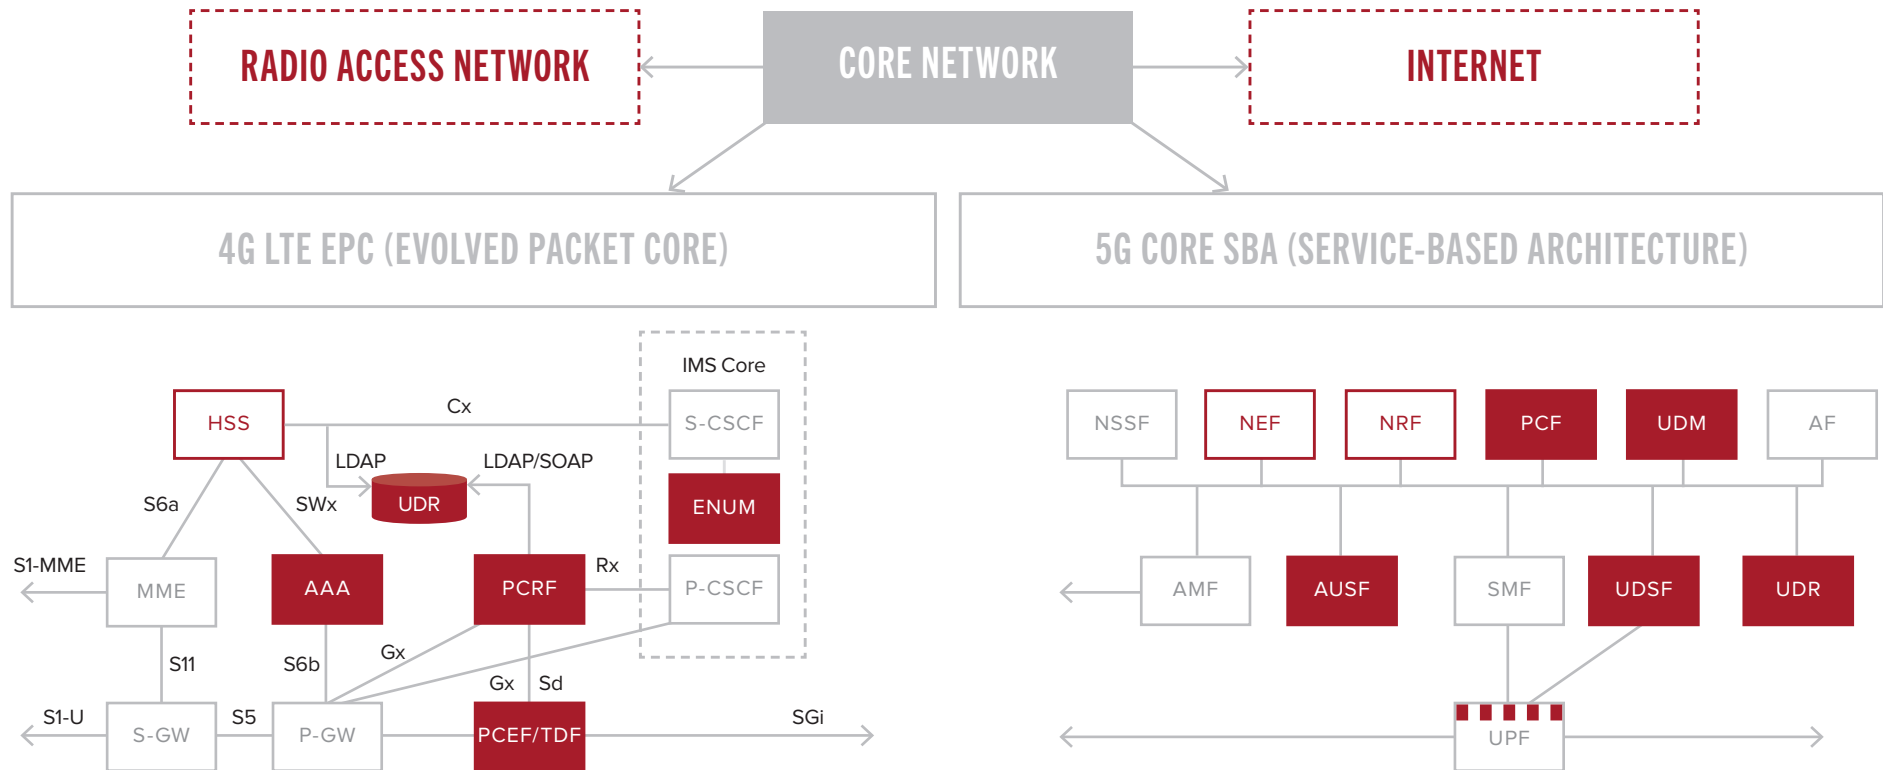 RADIO ACCESS NETWORK
CORE NETWORK
INTERNET
4G LTE EPC (EVOLVED PACKET CORE)
5G CORE SBA (SERVICE-BASED ARCHITECTURE)
IMS Core
HSS
Cx
S-CSCF
LDAP
LDAP/SOAP
UDR
ENUM
S6a
SWx
S1-MME
MME
AAA
PCRF
Rx
P-CSCF
S11
S6b
Gx
Gx
Sd
S1-U
S-GW
S5
P-GW
PCEF/TDF
SGi
NSSF
NEF
NRF
PCF
UDM
AF
AMF
AUSF
SMF
UDSF
UDR
UPF